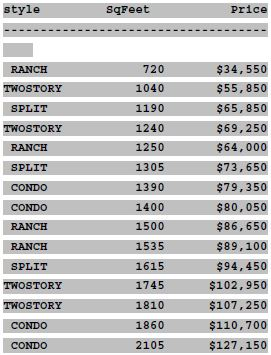 style SqFeet Price
------------------------------------
RANCH 720 $34,550
TWOSTORY 1040 $55,850
SPLIT 1190 $65,850
TWOSTORY 1240 $69,250
RANCH 1250 $64,000
SPLIT 1305 $73,650
CONDO 1390 $79,350
CONDO 1400 $80,050
RANCH 1500 $86,650
RANCH 1535 $89,100
SPLIT 1615 $94,450
TWOSTORY 1745 $102,950
TWOSTORY 1810 $107,250
CONDO 1860 $110,700
CONDO 2105 $127,150